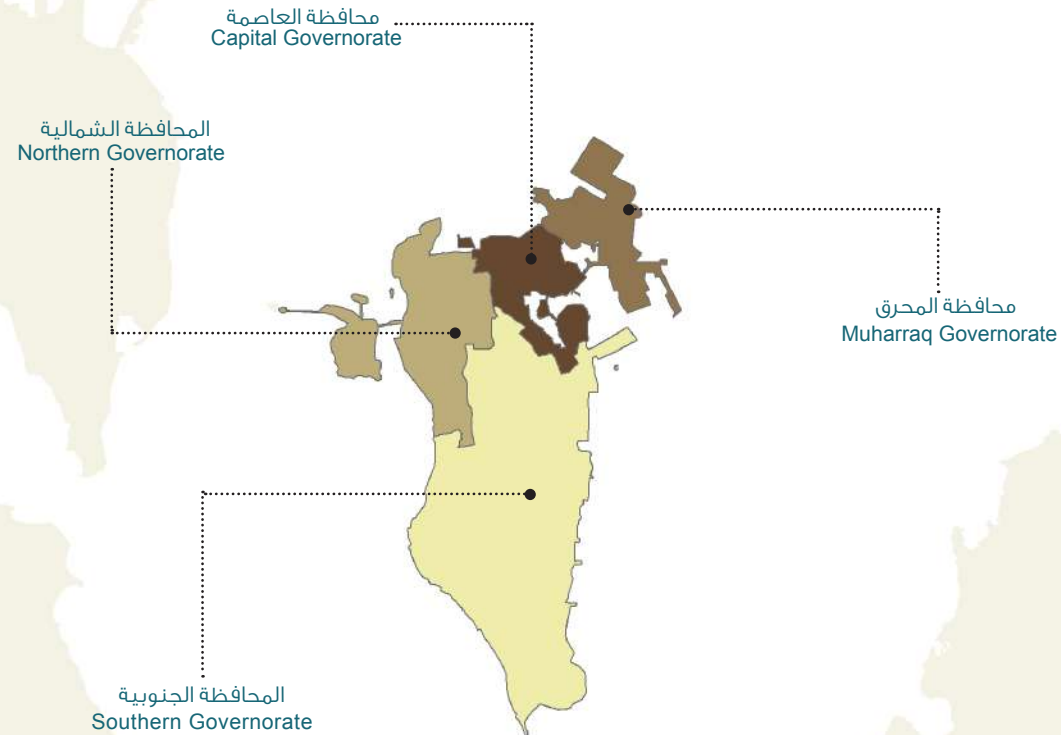 محافظة العاصمة
Capital Governorate
المحافظة الشمالية
Northern Governorate
محافظة المحرق
Muharraq Governorate
المحافظة الجنوبية
Southern Governorate